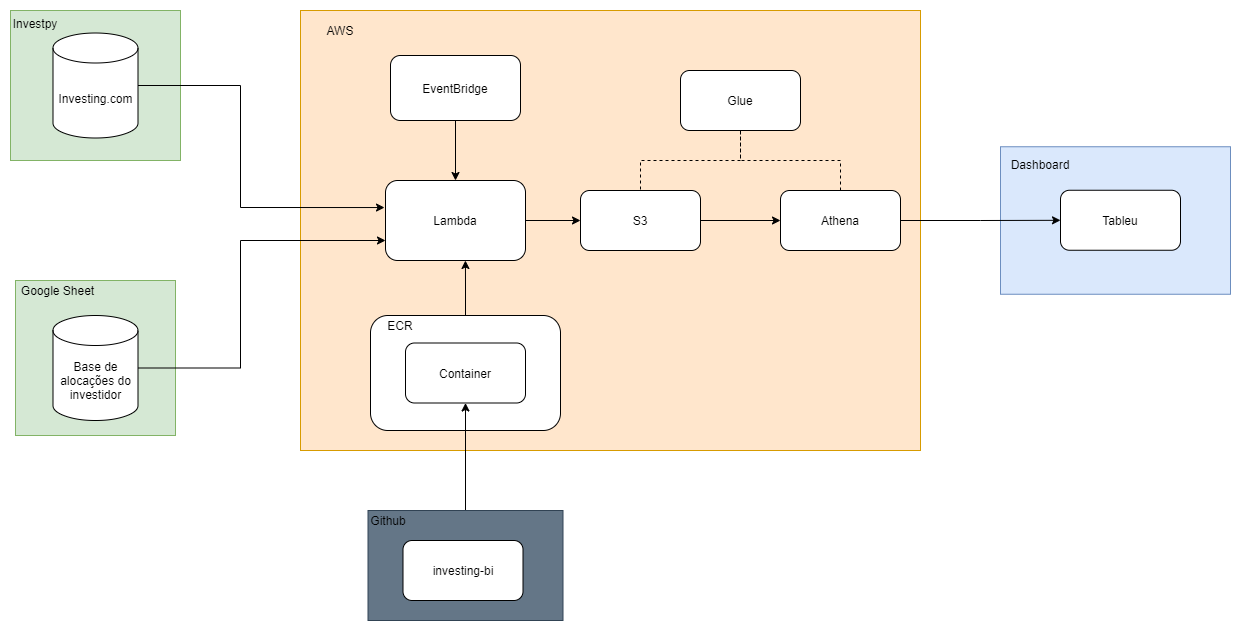 Investpy
Investing.com
AWS
EventBridge
Glue
Lambda
S3
Athena
Dashboard
Tableu
Google Sheet
Base de
alocações do
investidor
ECR
Container
Github
investing-bi